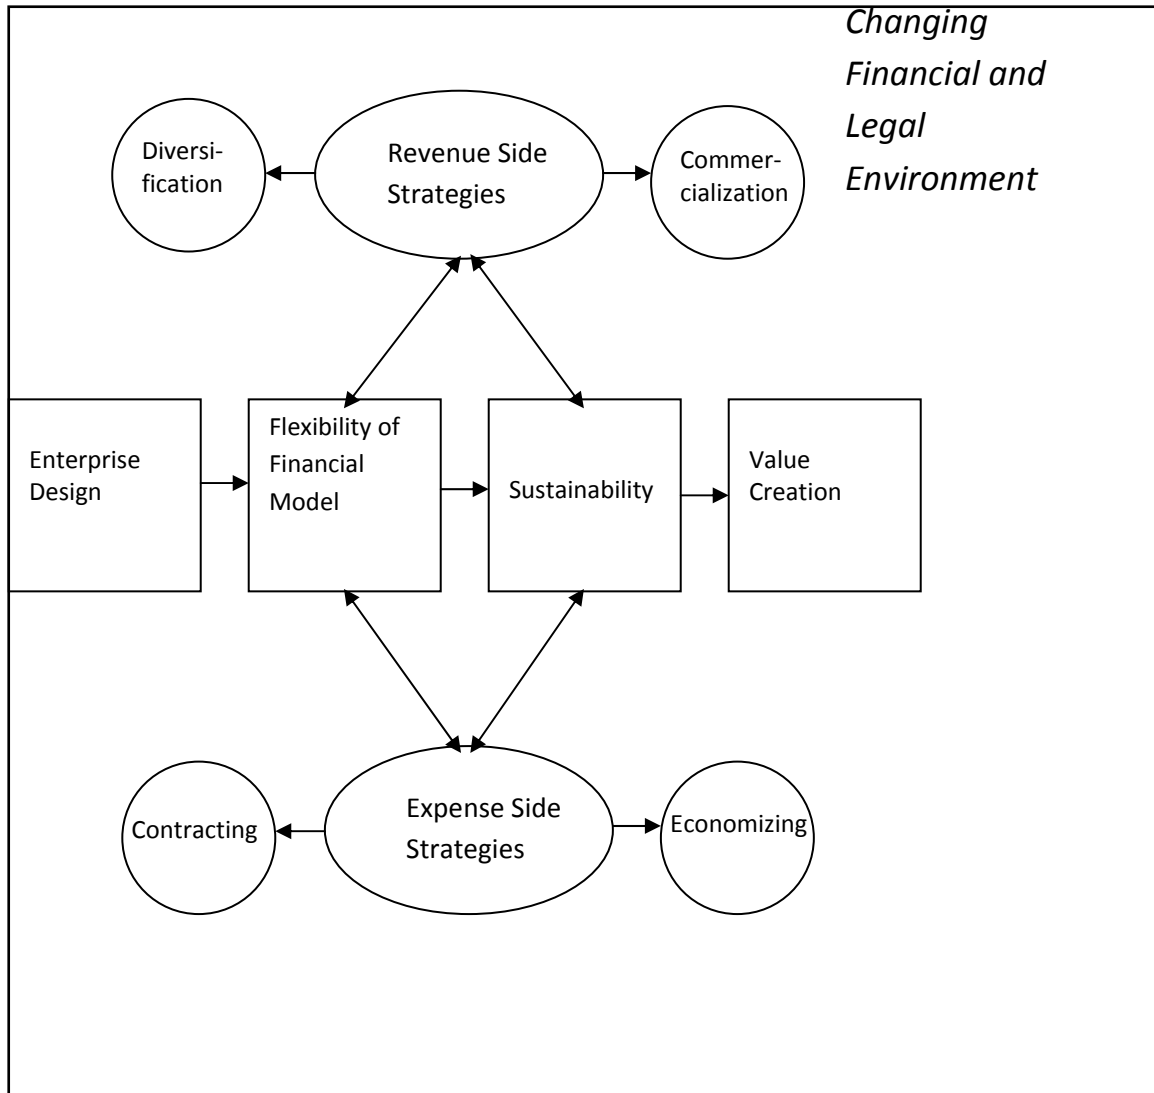 Changing
Financial and
Legal
Environment
Diversi-
fication
Revenue Side
Strategies
Commer-
cialization
Enterprise
Design
Flexibility of
Financial
Model
Sustainability
Value
Creation
Contracting
Expense Side
Strategies
Economizing